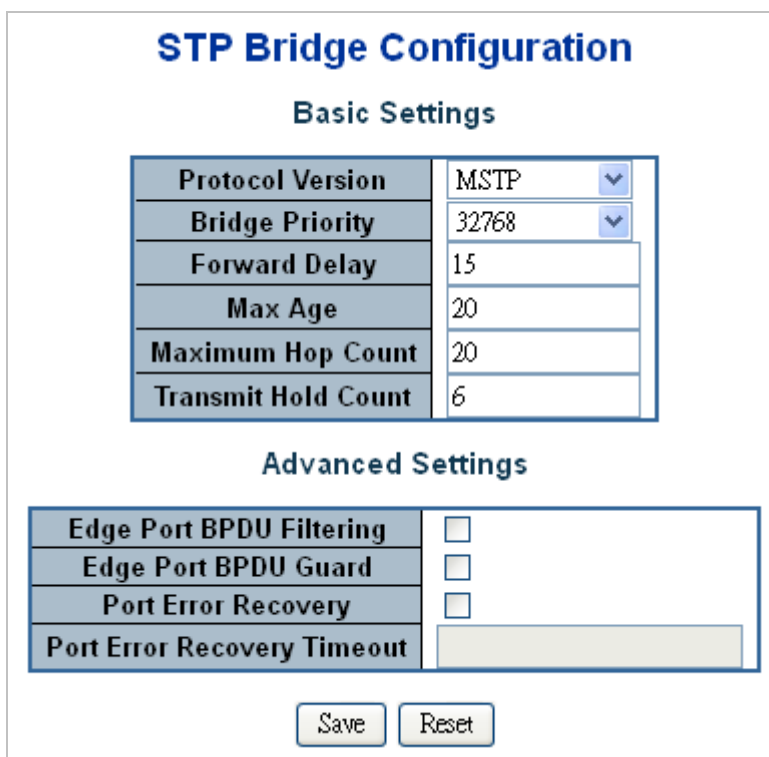 STP Bridge Configuration
Basic Settings
Protocol Version MSTP
Bridge Priority 32768
Forward Delay 15
Max Age 20
Maximum Hop Count 20
Transmit Hold Count 6
Advanced Settings
Edge Port BPDU Filtering
Edge Port BPDU Guard
Port Error Recovery
Port Error Recovery Timeout
Save Reset